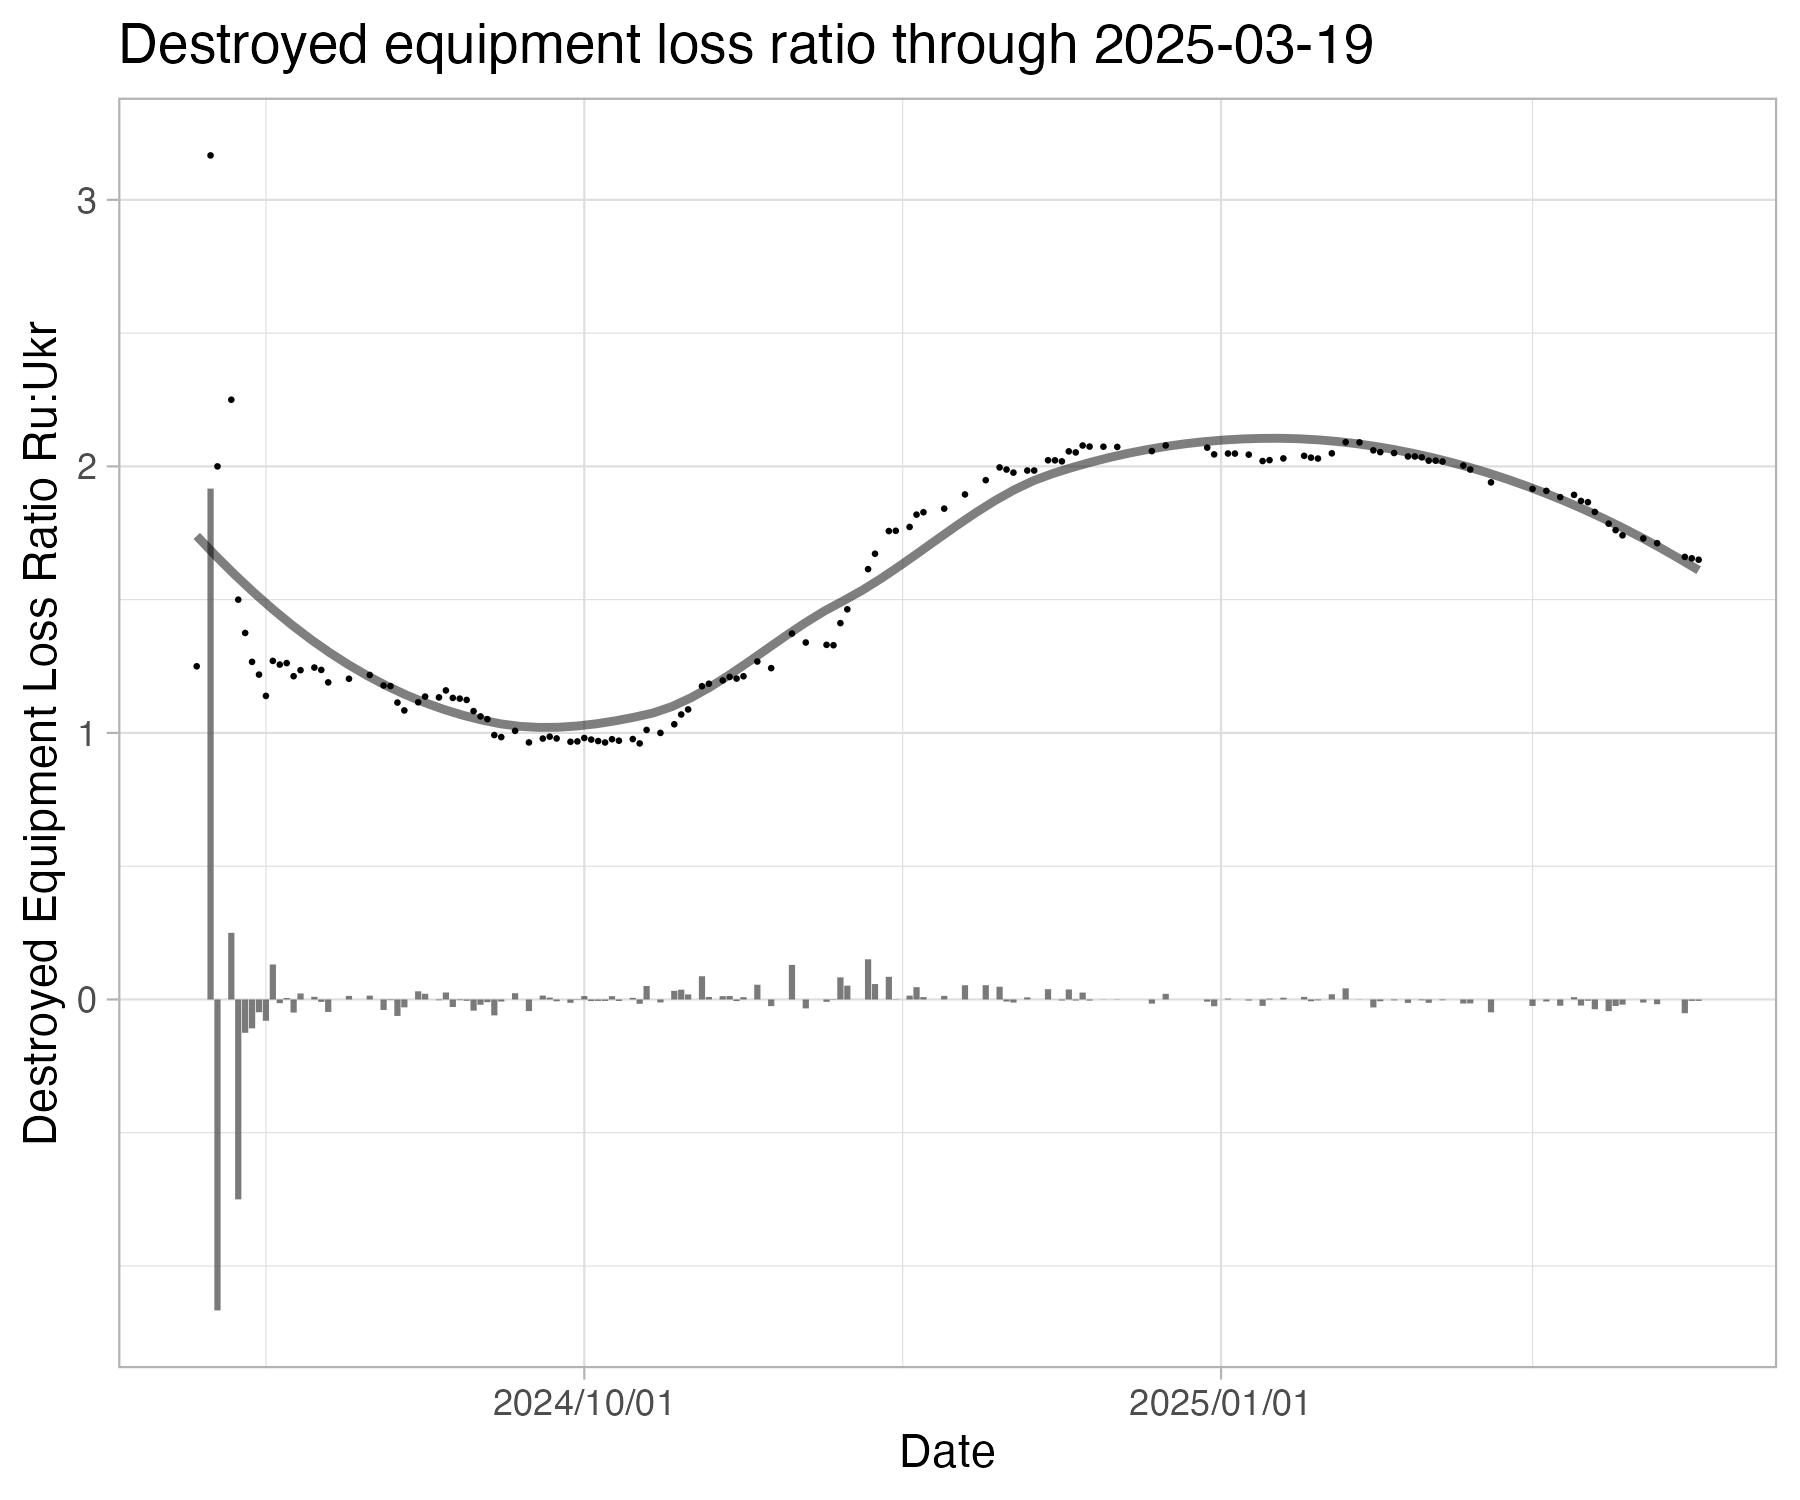 Destroyed equipment loss ratio through 2025-03-19
Destroyed Equipment Loss Ratio Ru:Ukr
3
2
1
0
2024/10/01
2025/01/01
Date